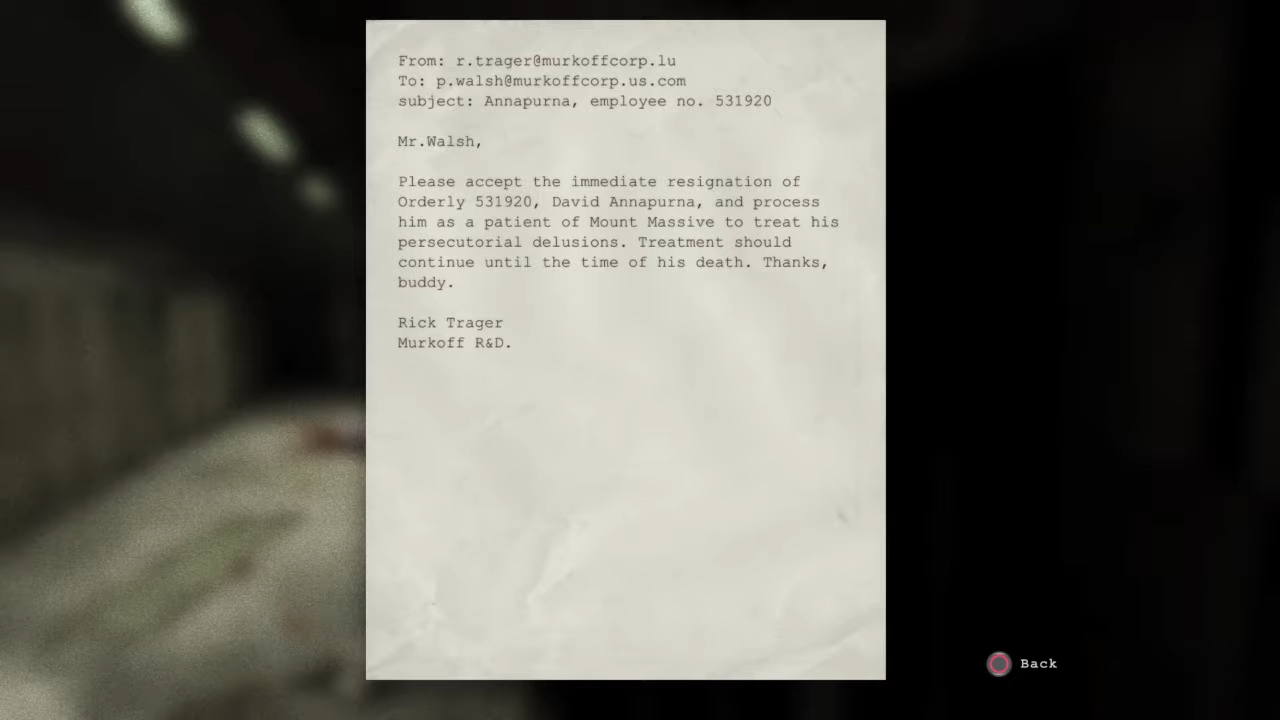 From: r.trager@murkoffcorp.lu
To: p.walsh@murkoffcorp.us.com
subject: Annapurna, employee no. 531920
Mr.Walsh,
Please accept the immediate resignation of
Orderly 531920, David Annapurna, and process
him as a patient of Mount Massive to treat his
persecutorial delusions. Treatment should
continue until the time of his death. Thanks,
buddy.
Rick Trager
Murkoff R&D.
Back